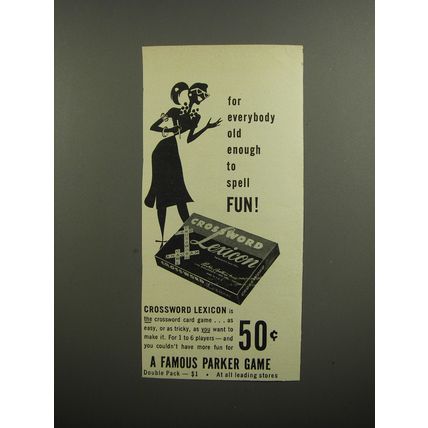 for
everybody
old
enough
to
spell
FUN!
CROSSWORD
Lexicon
CROSSWORD LEXICON is
the crossword card game . . . as
easy, or as tricky, as you want to
make it. For 1 to 6 players — and
you couldn't have more fun for
50¢
A FAMOUS PARKER GAME
Double Pack — $1 • At all leading stores